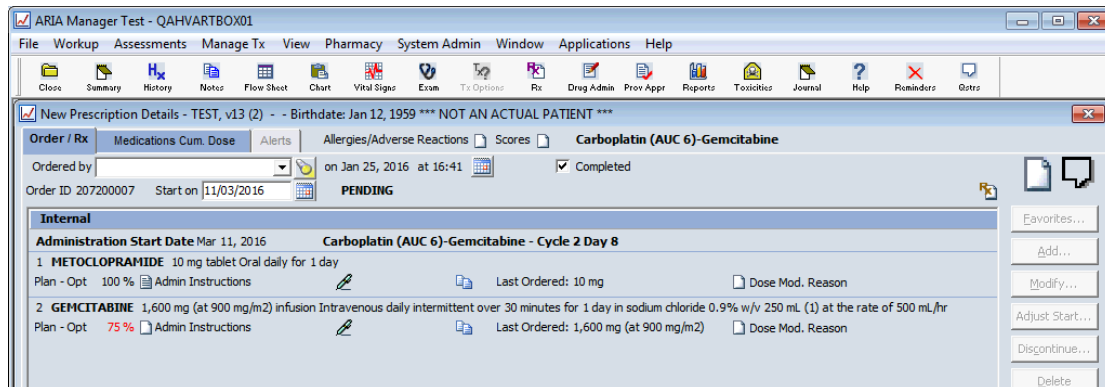 ARIA Manager Test - QAHVARTBOX01
File Workup Assessments Manage Tx View Pharmacy System Admin Window Applications Help
Close Summary History Notes Flow Sheet Chart Vital Signs Exam Tx Options Rx Drug Admin Prov Appr Reports Toxicities Journal Help Reminders Qstrs
New Prescription Details - TEST, v13 (2) - - Birthdate: Jan 12, 1959 *** NOT AN ACTUAL PATIENT ***
Order / Rx Medications Cum. Dose Alerts Allergies/Adverse Reactions Scores Carboplatin (AUC 6)-Gemcitabine
Ordered by on Jan 25, 2016 at 16:41 Completed
Order ID 207200007 Start on 11/03/2016 PENDING
Internal
Favorites...
Administration Start Date Mar 11, 2016 Carboplatin (AUC 6)-Gemcitabine - Cycle 2 Day 8
Add...
1 METOCLOPRAMIDE 10 mg tablet Oral daily for 1 day
Plan - Opt 100 % Admin Instructions Last Ordered: 10 mg Dose Mod. Reason
Modify...
2 GEMCITABINE 1,600 mg (at 900 mg/m2) infusion Intravenous daily intermittent over 30 minutes for 1 day in sodium chloride 0.9% w/v 250 mL (1) at the rate of 500 mL/hr
Adjust Start...
Plan - Opt 75 % Admin Instructions Last Ordered: 1,600 mg (at 900 mg/m2) Dose Mod. Reason
Discontinue...
Delete